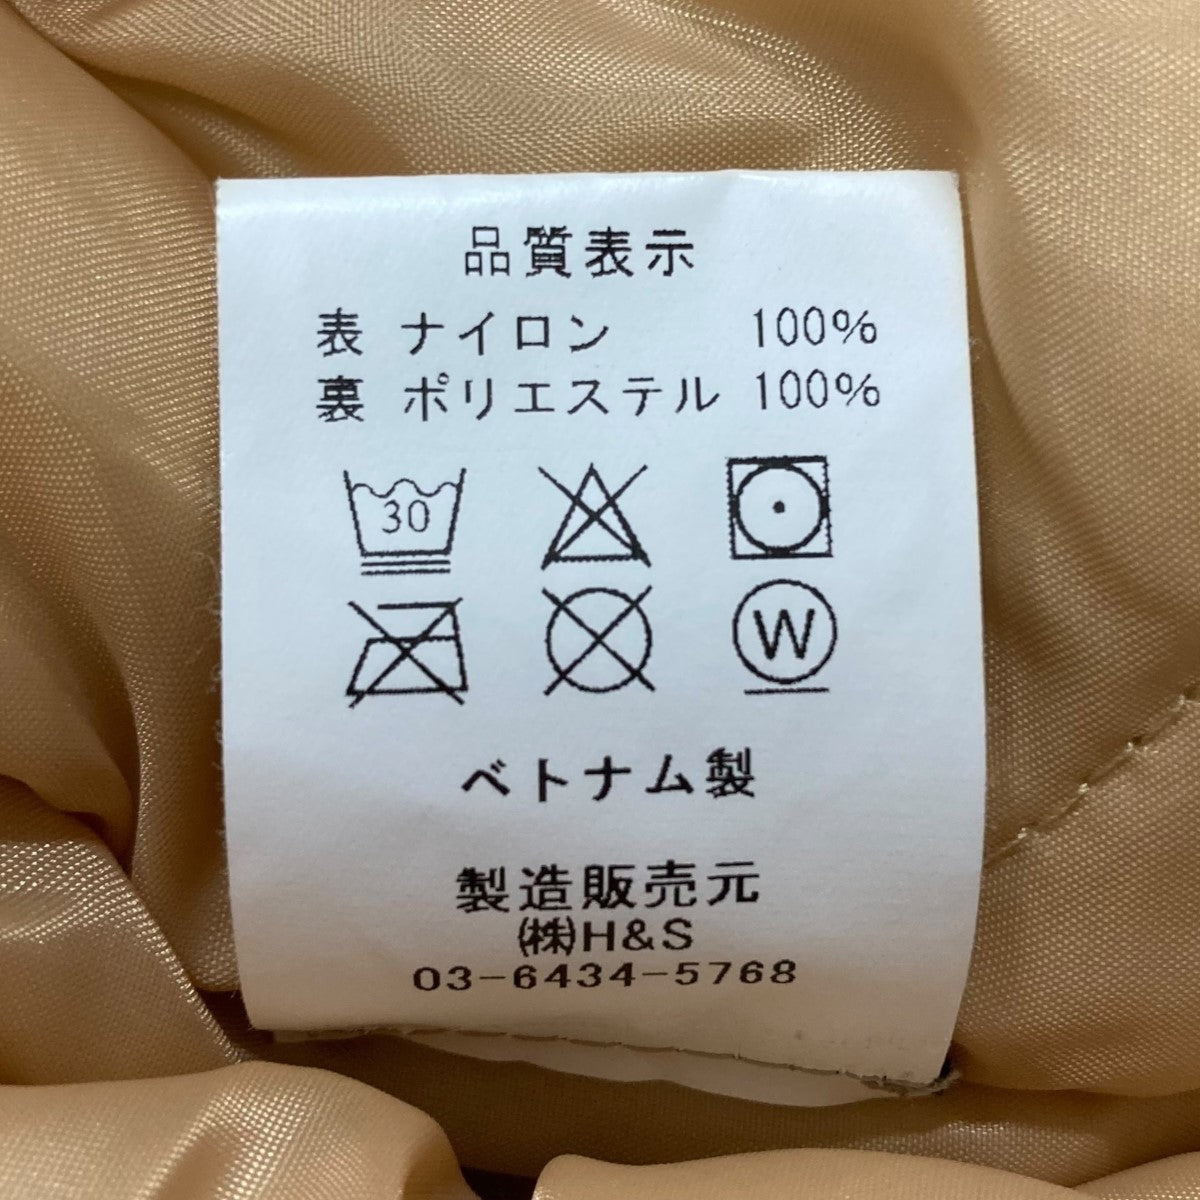 品質表示
表 ナイロン 100%
裏 ポリエステル 100%
30
W
ベトナム製
製造販売元
㈱H&S
03-6434-5768